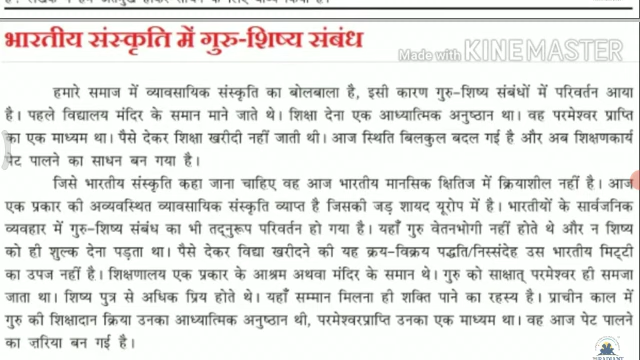 भारतीय संस्कृति में गुरु-शिष्य संबंध
Made with KINEMASTER
हमारे समाज में व्यावसायिक संस्कृति का बोलबाला है, इसी कारण गुरु-शिष्य संबंधों में परिवर्तन आया
है। पहले विद्यालय मंदिर के समान माने जाते थे। शिक्षा देना एक आध्यात्मिक अनुष्ठान था। वह परमेश्वर प्राप्ति
का एक माध्यम था। पैसे देकर शिक्षा खरीदी नहीं जाती थी। आज स्थिति बिलकुल बदल गई है और अब शिक्षणकार्य
पेट पालने का साधन बन गया है।
जिसे भारतीय संस्कृति कहा जाना चाहिए वह आज भारतीय मानसिक क्षितिज में क्रियाशील नहीं है। आज
एक प्रकार की अव्यवस्थित व्यावसायिक संस्कृति व्याप्त है जिसकी जड़ शायद यूरोप में है। भारतीयों के सार्वजनिक
व्यवहार में गुरु-शिष्य संबंध का भी तद्नुरूप परिवर्तन हो गया है। यहाँ गुरु वेतनभोगी नहीं होते थे और न शिष्य
को ही शुल्क देना पड़ता था। पैसे देकर विद्या खरीदने की यह क्रय-विक्रय पद्धति/निस्संदेह उस भारतीय मिट्टी
का उपज नहीं है। शिक्षणालय एक प्रकार के आश्रम अथवा मंदिर के समान थे। गुरु को साक्षात् परमेश्वर ही समझा
जाता था। शिष्य पुत्र से अधिक प्रिय होते थे। यहाँ सम्मान मिलना ही शक्ति पाने का रहस्य है। प्राचीन काल में
गुरु की शिक्षादान क्रिया उनका आध्यात्मिक अनुष्ठान थी, परमेश्वरप्राप्ति उनका एक माध्यम था। वह आज पेट पालने
का ज़रिया बन गई है।